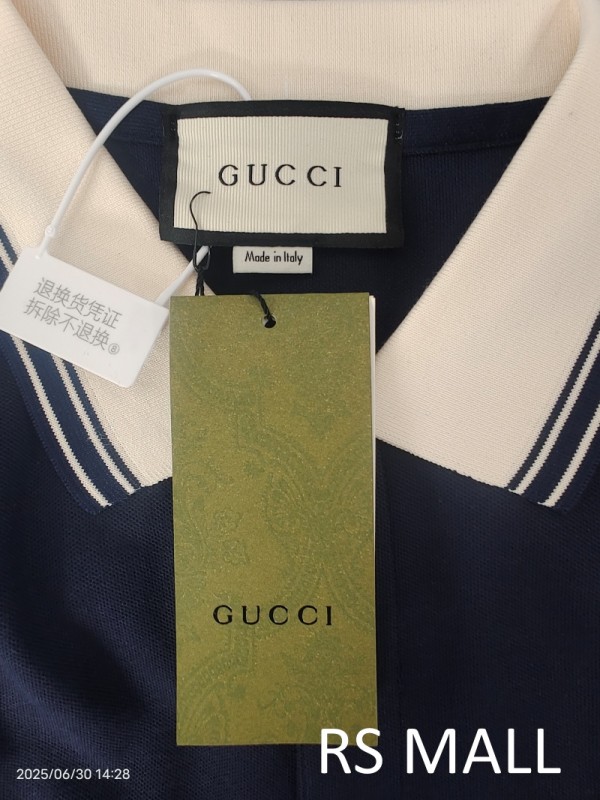 GUCCI
Made in Italy
退换货凭证
拆除不退换®
GUCCI
RS MALL
2025/06/30 14:28